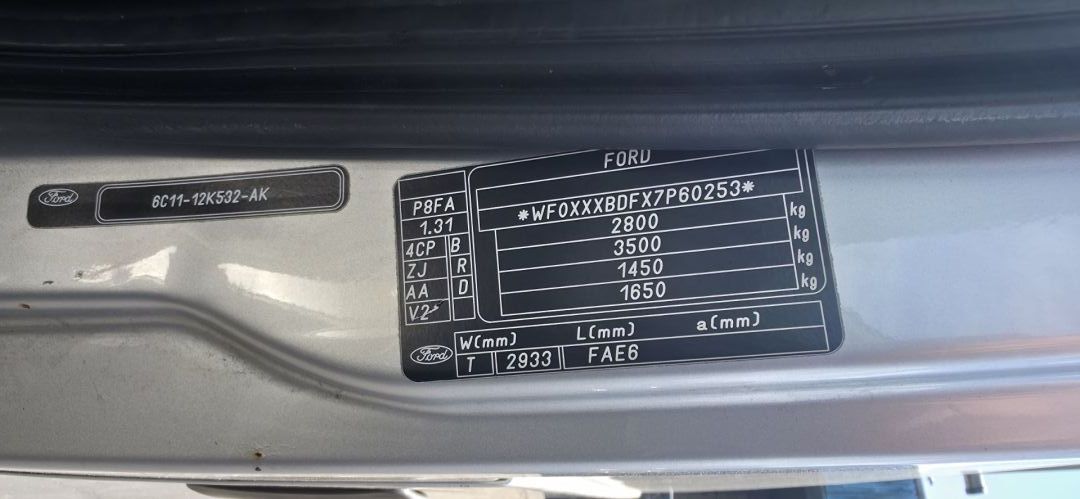 Ford
6C11-12K532-AK
FORD
*WF0XXXBDFX7P60253*
2800 kg
3500 kg
1450 kg
1650 kg
P8FA
1.31
4CP B
ZJ R
AA D
V2
W(mm) L(mm) a(mm)
Ford T 2933 FAE6